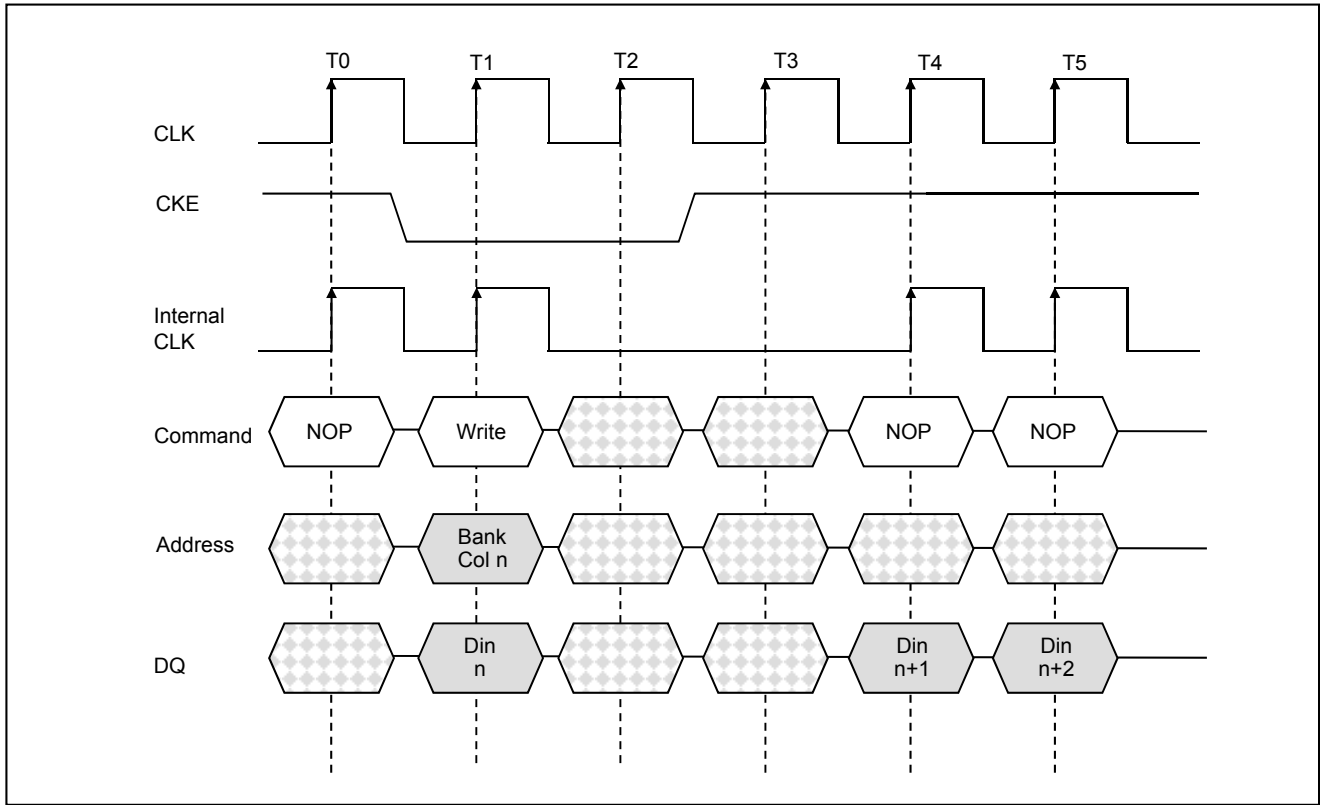 T0 T1 T2 T3 T4 T5
CLK
CKE
Internal
CLK
Command NOP Write NOP NOP
Address Bank
Col n
DQ Din
n Din
n+1 Din
n+2